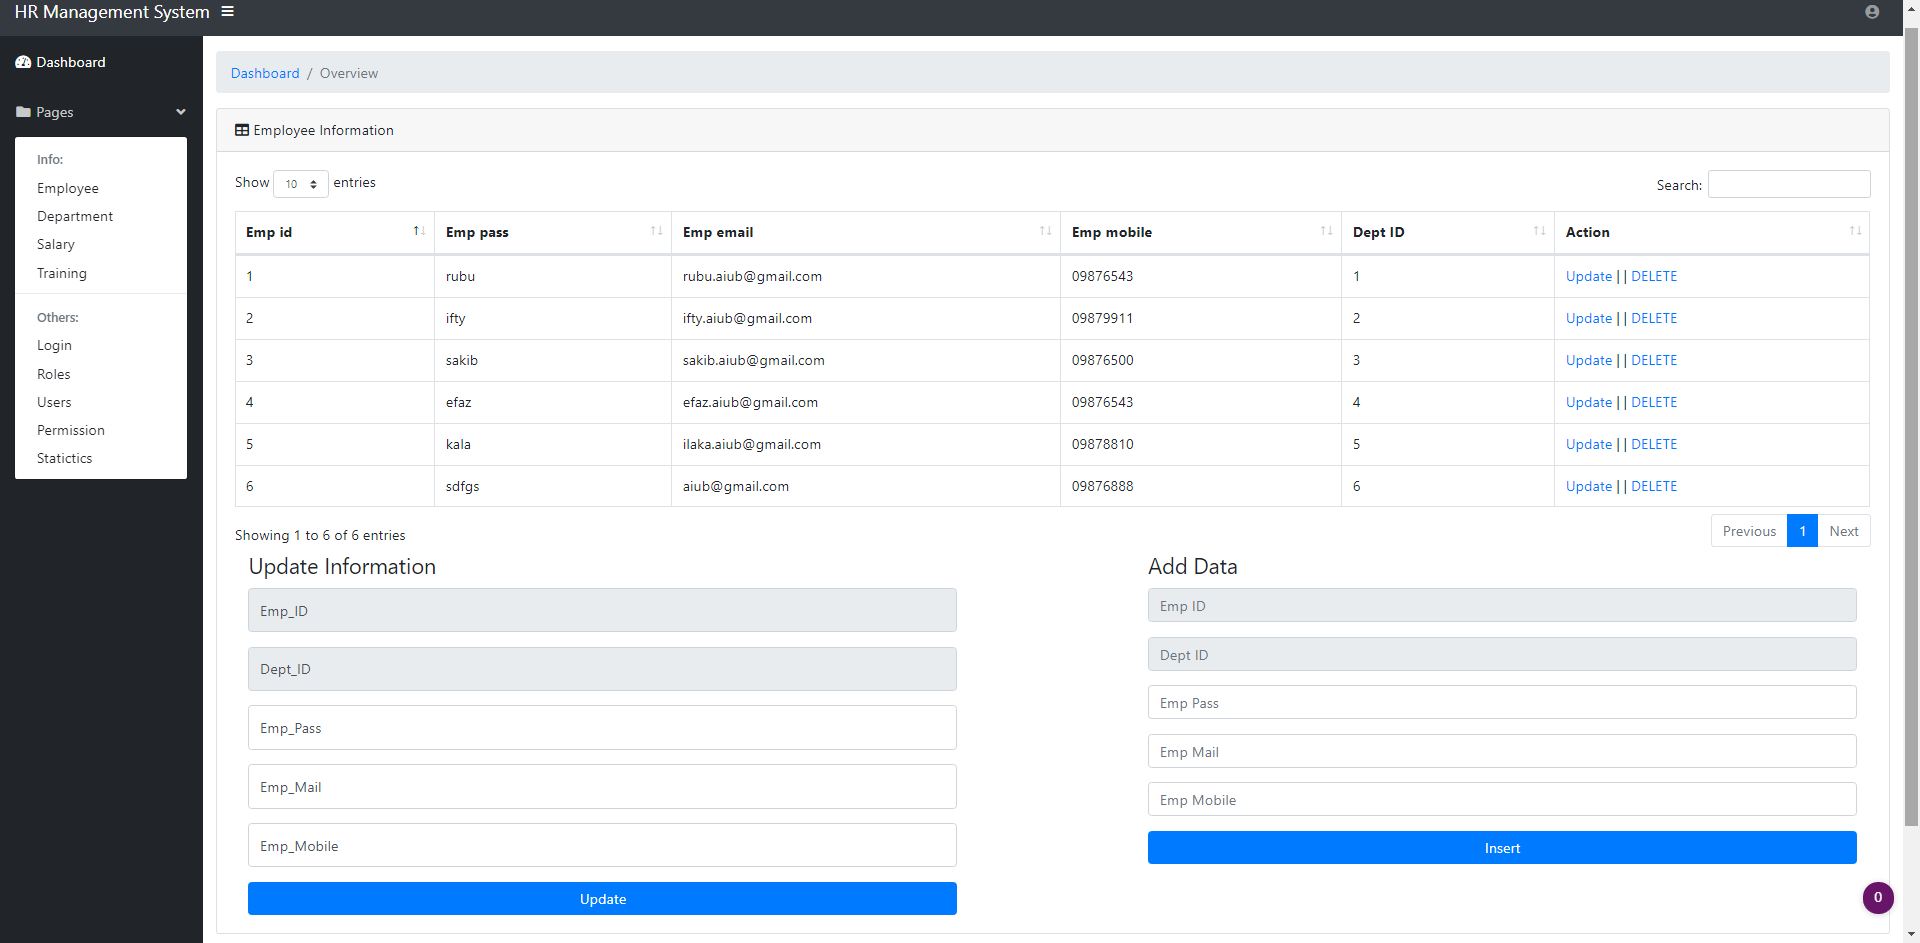 HR Management System
Dashboard
Pages
Info:
Employee
Department
Salary
Training
Others:
Login
Roles
Users
Permission
Statictics
Dashboard / Overview
Employee Information
Show 10 entries
Search:
Emp id Emp pass Emp email Emp mobile Dept ID Action
1 rubu rubu.aiub@gmail.com 09876543 1 Update || DELETE
2 ifty ifty.aiub@gmail.com 09879911 2 Update || DELETE
3 sakib sakib.aiub@gmail.com 09876500 3 Update || DELETE
4 efaz efaz.aiub@gmail.com 09876543 4 Update || DELETE
5 kala ilaka.aiub@gmail.com 09878810 5 Update || DELETE
6 sdfgs aiub@gmail.com 09876888 6 Update || DELETE
Showing 1 to 6 of 6 entries
Previous 1 Next
Update Information
Emp_ID
Dept_ID
Emp_Pass
Emp_Mail
Emp_Mobile
Update
Add Data
Emp ID
Dept ID
Emp Pass
Emp Mail
Emp Mobile
Insert
0